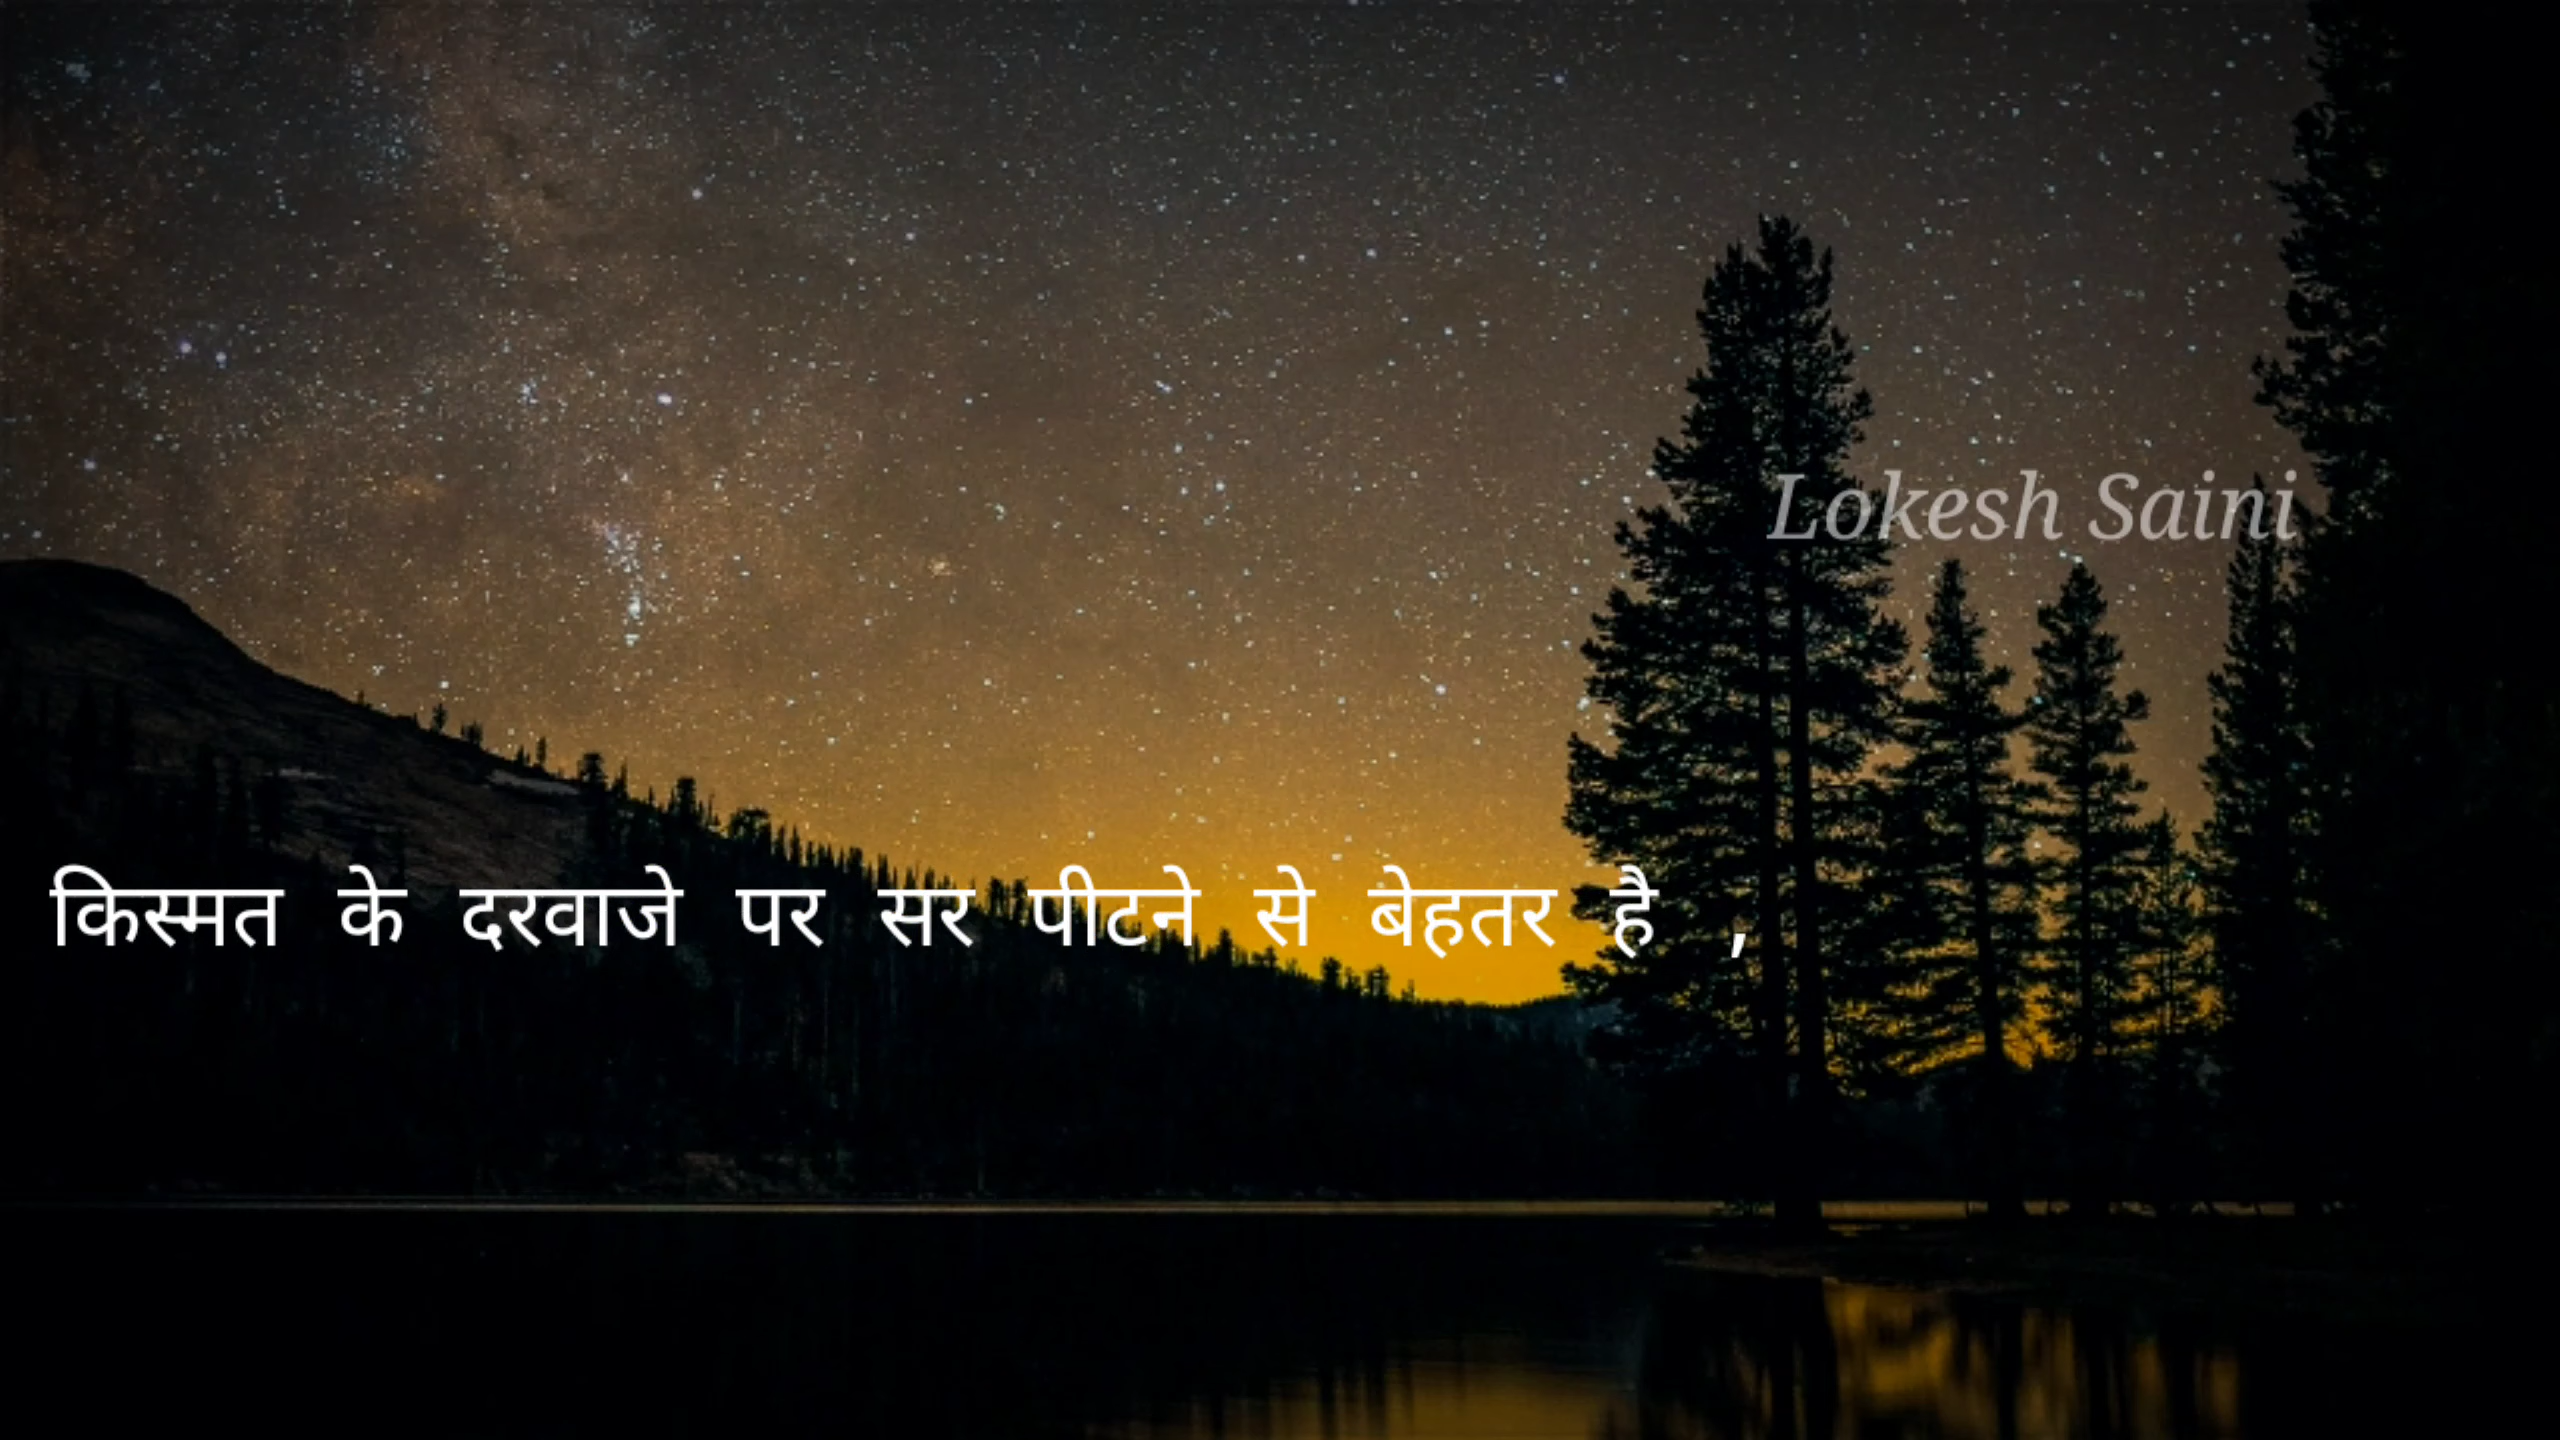 Lokesh Saini
किस्मत के दरवाजे पर सर पीटने से बेहतर है ,